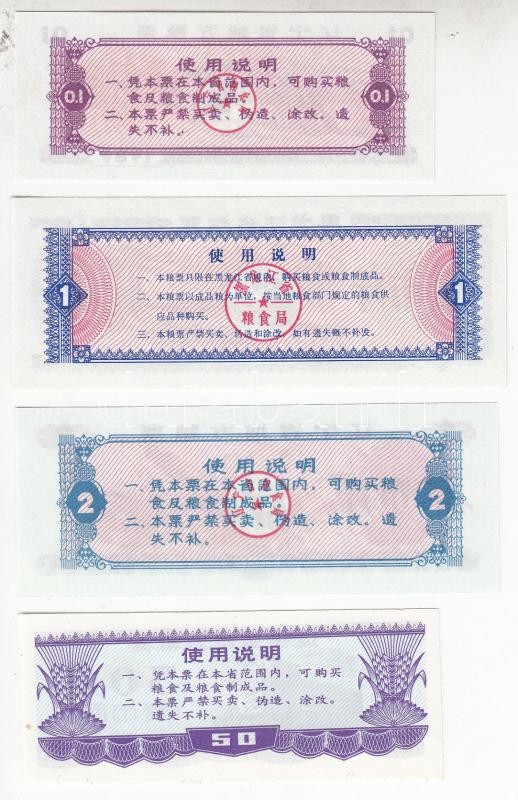 使用说明
一、凭本票在本省范围内，可购买粮
食及粮食制成品。
二、本票严禁买卖、伪造、涂改。遗
失不补。
0.1
0.1
使用说明
一、本粮票只限在黑龙江省使用，购买粮食或粮食制成品。
二、本粮票以成品粮为单位，按当地粮食部门规定的粮食供
应品种购买。
三、本粮票严禁买卖、伪造和涂改，如有遗失概不补发。
1
1
黑龙江省
粮食局
使用说明
一、凭本票在本省范围内，可购买粮
食及粮食制成品。
二、本票严禁买卖、伪造、涂改。遗
失不补。
2
2
使用说明
一、凭本票在本省范围内，可购买
粮食及粮食制成品。
二、本票严禁买卖、伪造、涂改。
遗失不补。
50